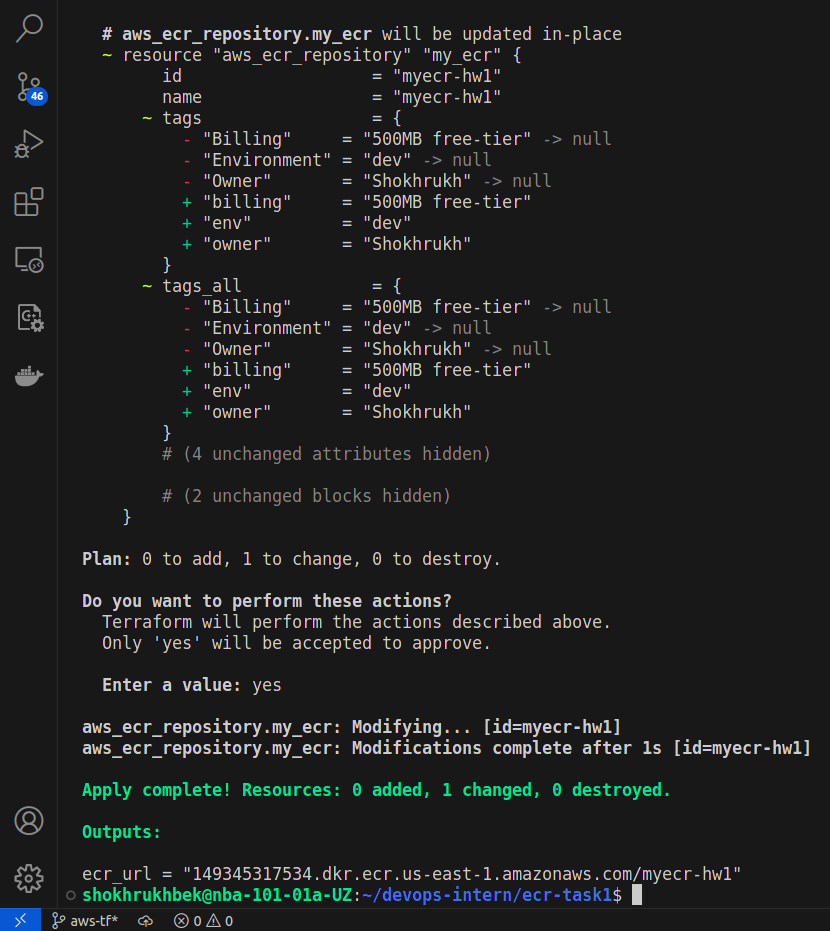 # aws_ecr_repository.my_ecr will be updated in-place
~ resource "aws_ecr_repository" "my_ecr" {
id = "myecr-hw1"
name = "myecr-hw1"
~ tags = {
- "Billing" = "500MB free-tier" -> null
- "Environment" = "dev" -> null
- "Owner" = "Shokhrukh" -> null
+ "billing" = "500MB free-tier"
+ "env" = "dev"
+ "owner" = "Shokhrukh"
}
~ tags_all = {
- "Billing" = "500MB free-tier" -> null
- "Environment" = "dev" -> null
- "Owner" = "Shokhrukh" -> null
+ "billing" = "500MB free-tier"
+ "env" = "dev"
+ "owner" = "Shokhrukh"
}
# (4 unchanged attributes hidden)
# (2 unchanged blocks hidden)
}
Plan: 0 to add, 1 to change, 0 to destroy.
Do you want to perform these actions?
Terraform will perform the actions described above.
Only 'yes' will be accepted to approve.
Enter a value: yes
aws_ecr_repository.my_ecr: Modifying... [id=myecr-hw1]
aws_ecr_repository.my_ecr: Modifications complete after 1s [id=myecr-hw1]
Apply complete! Resources: 0 added, 1 changed, 0 destroyed.
Outputs:
ecr_url = "149345317534.dkr.ecr.us-east-1.amazonaws.com/myecr-hw1"
shokhrukhbek@nba-101-01a-UZ:~/devops-intern/ecr-task1$
46
C++
aws-tf* 0 0